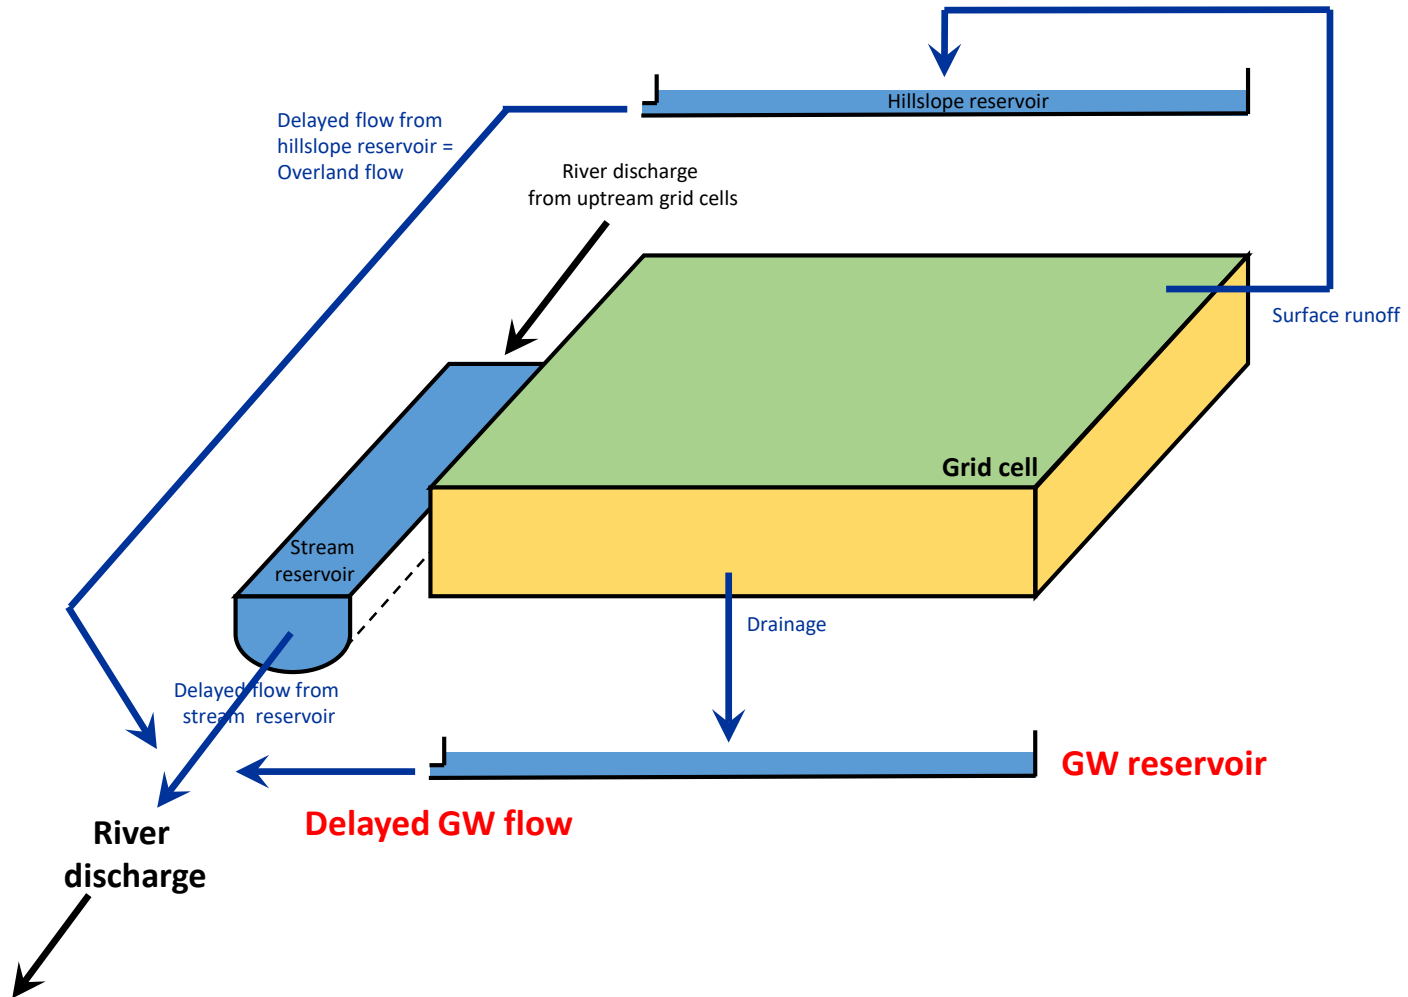 Hillslope reservoir
Delayed flow from
hillslope reservoir =
Overland flow
River discharge
from uptream grid cells
Surface runoff
Grid cell
Stream
reservoir
Drainage
Delayed flow from
stream reservoir
GW reservoir
Delayed GW flow
River
discharge